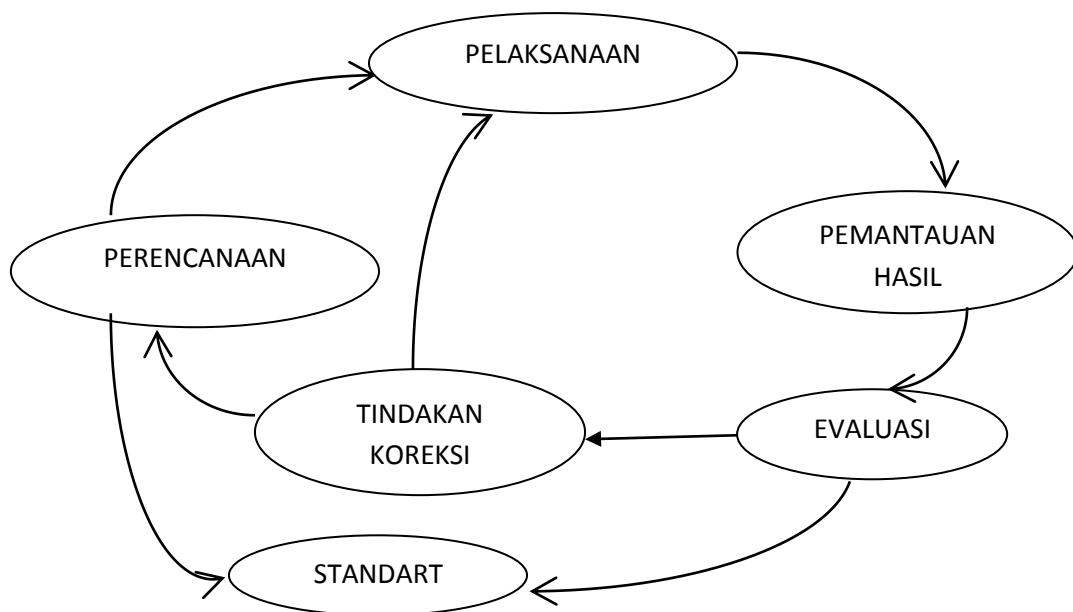 PELAKSANAAN
PERENCANAAN
PEMANTAUAN
HASIL
TINDAKAN
KOREKSI
EVALUASI
STANDART